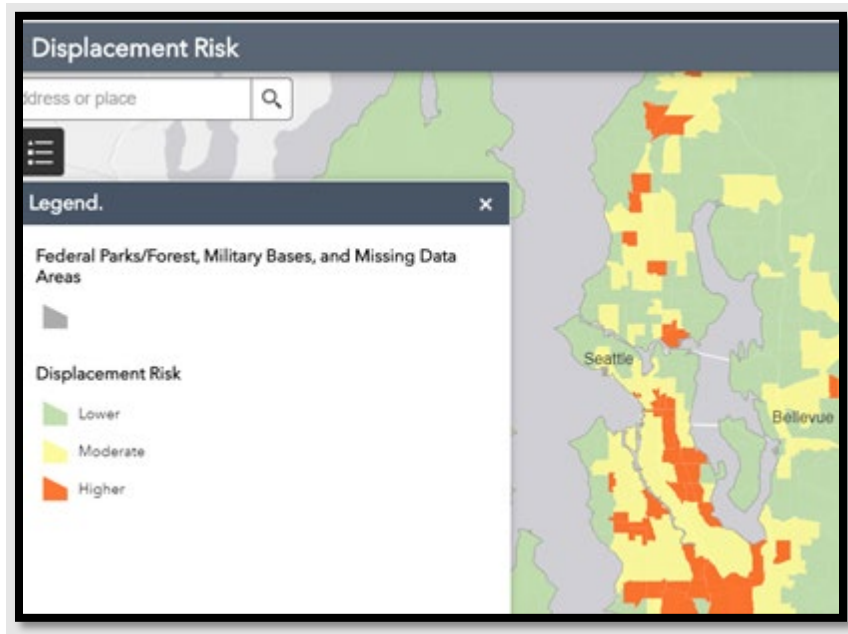 Displacement Risk
ddress or place
Legend.
Federal Parks/Forest, Military Bases, and Missing Data
Areas
Displacement Risk
Lower
Moderate
Higher
Seattle
Bellevue